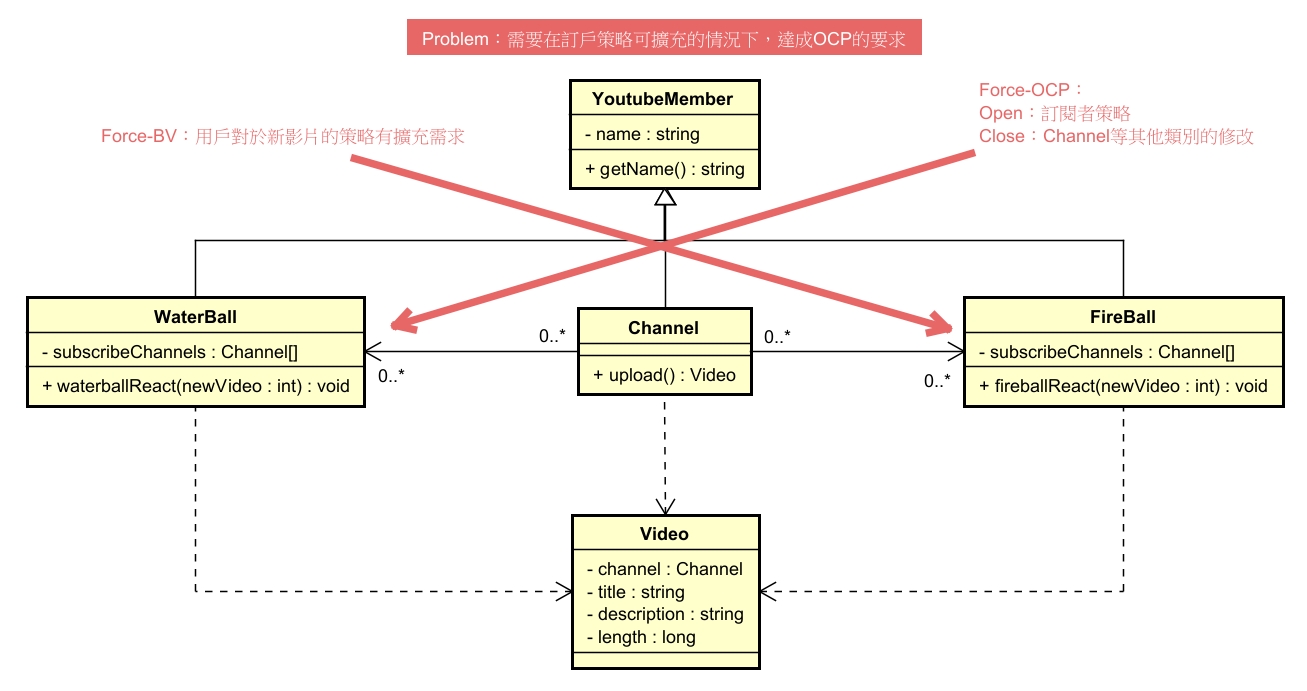 Problem：需要在訂戶策略可擴充的情況下，達成OCP的要求
Force-BV：用戶對於新影片的策略有擴充需求
Force-OCP：
Open：訂閱者策略
Close：Channel等其他類別的修改
YoutubeMember
- name : string
+ getName() : string
WaterBall
- subscribeChannels : Channel[]
+ waterballReact(newVideo : int) : void
0..*
0..*
Channel
+ upload() : Video
0..*
0..*
FireBall
- subscribeChannels : Channel[]
+ fireballReact(newVideo : int) : void
Video
- channel : Channel
- title : string
- description : string
- length : long